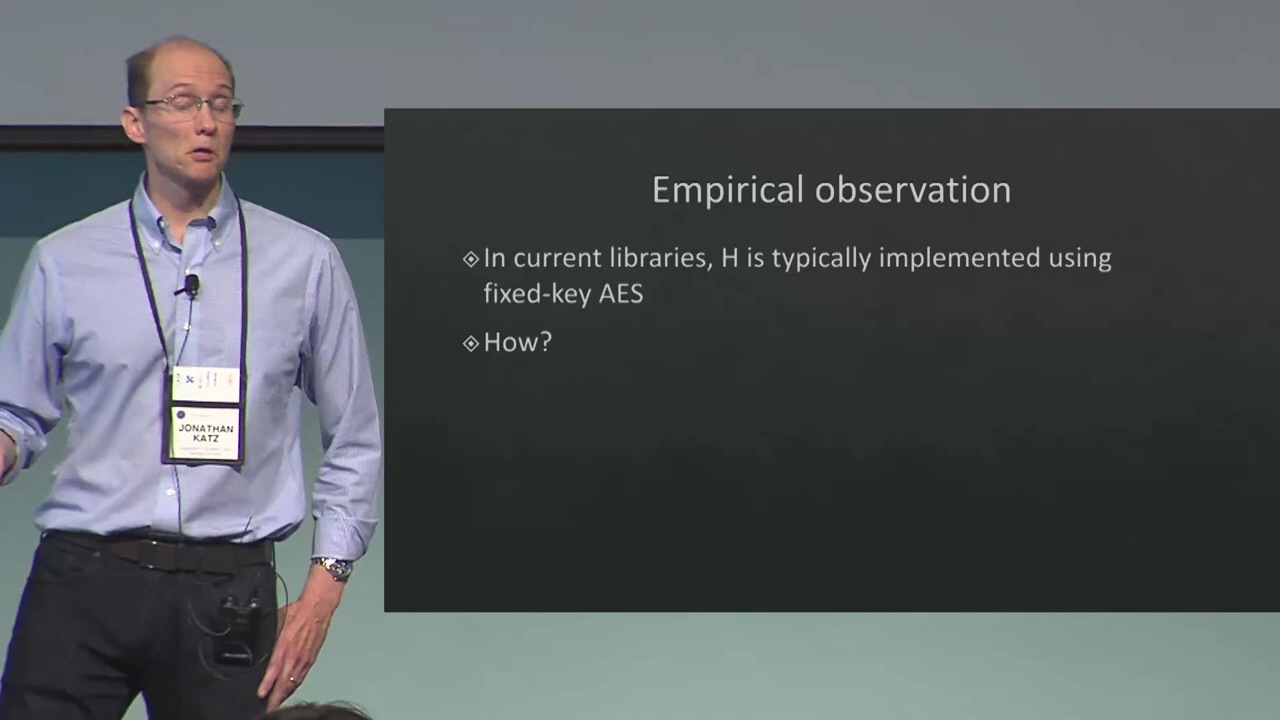 Empirical observation
In current libraries, H is typically implemented using
fixed-key AES
How?
JONATHAN
KATZ